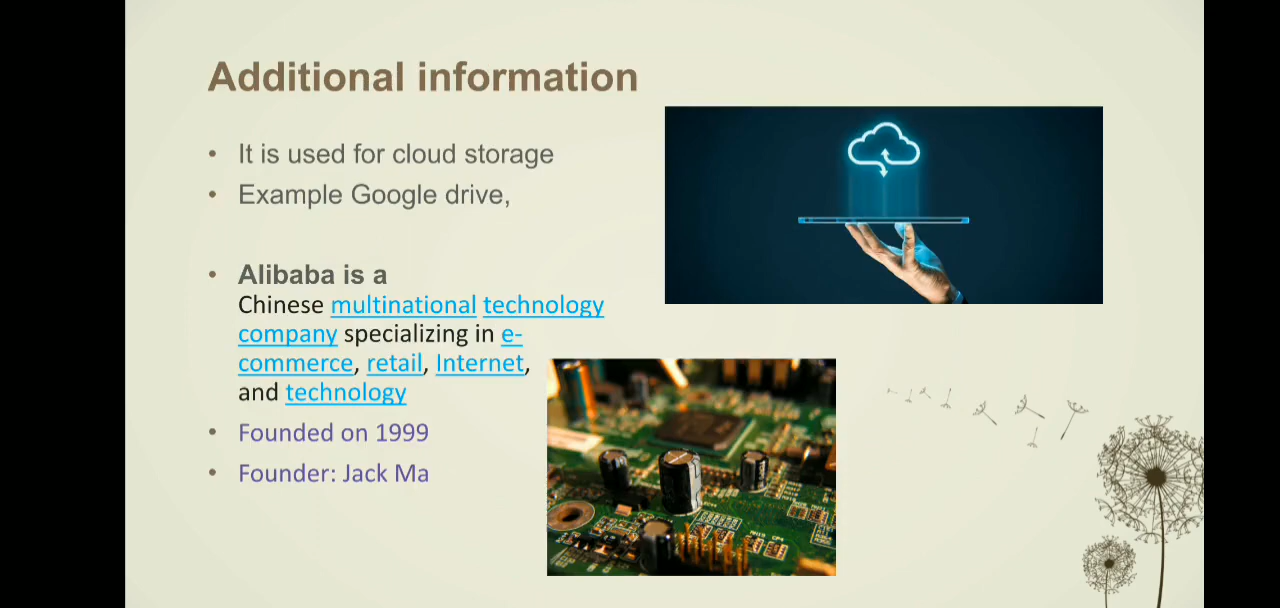 Additional information
• It is used for cloud storage
• Example Google drive,
• Alibaba is a
Chinese multinational technology
company specializing in e-
commerce, retail, Internet,
and technology
• Founded on 1999
• Founder: Jack Ma